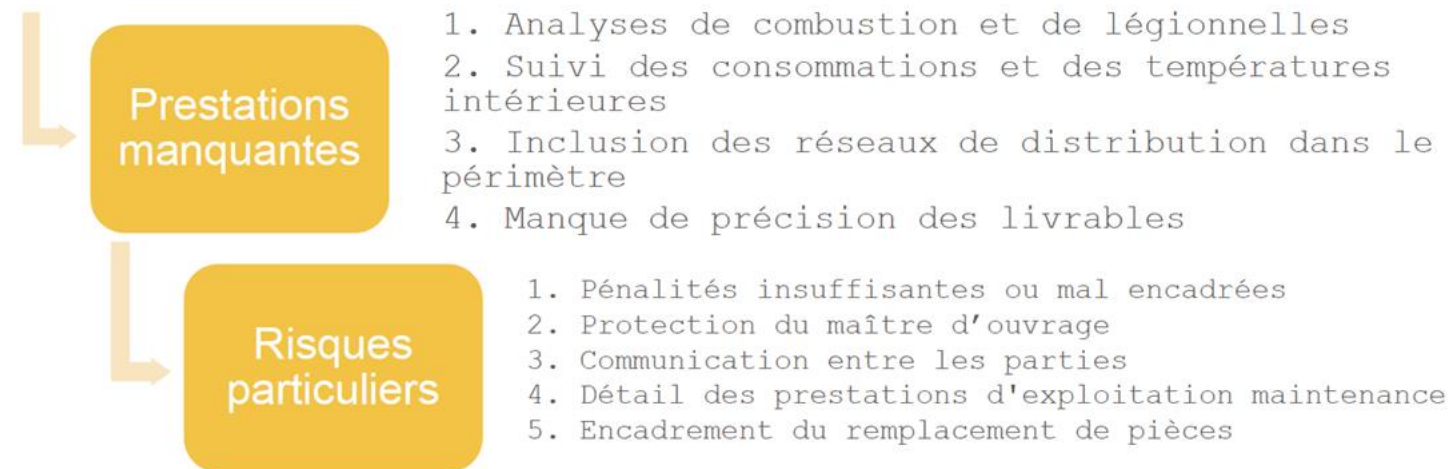 Prestations
manquantes
1. Analyses de combustion et de légionnelles
2. Suivi des consommations et des températures
intérieures
3. Inclusion des réseaux de distribution dans le
périmètre
4. Manque de précision des livrables
Risques
particuliers
1. Pénalités insuffisantes ou mal encadrées
2. Protection du maître d’ouvrage
3. Communication entre les parties
4. Détail des prestations d'exploitation maintenance
5. Encadrement du remplacement de pièces